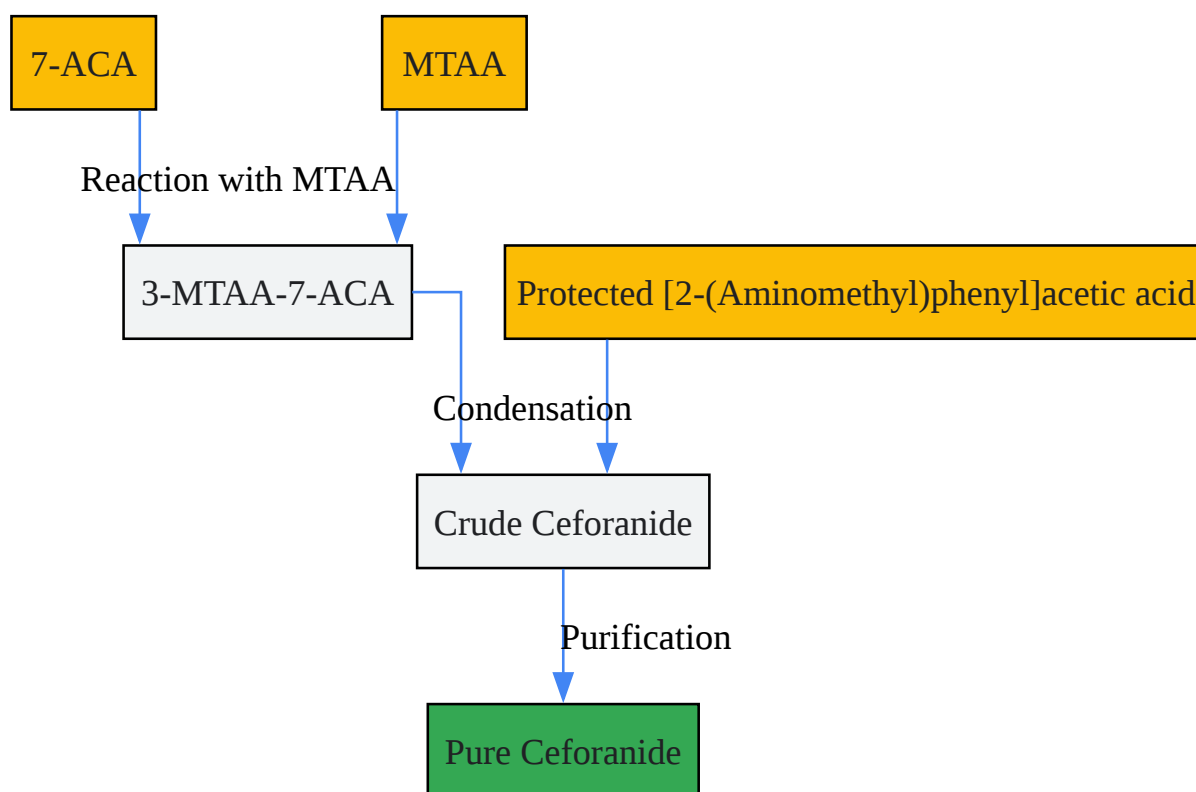 7-ACA
MTAA
Reaction with MTAA
3-MTAA-7-ACA
Protected [2-(Aminomethyl)phenyl]acetic acid
Condensation
Crude Ceforanide
Purification
Pure Ceforanide